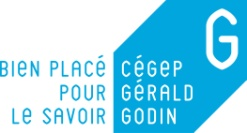 G
BIEN PLACÉ
POUR
LE SAVOIR
CÉGEP
GÉRALD
GODIN